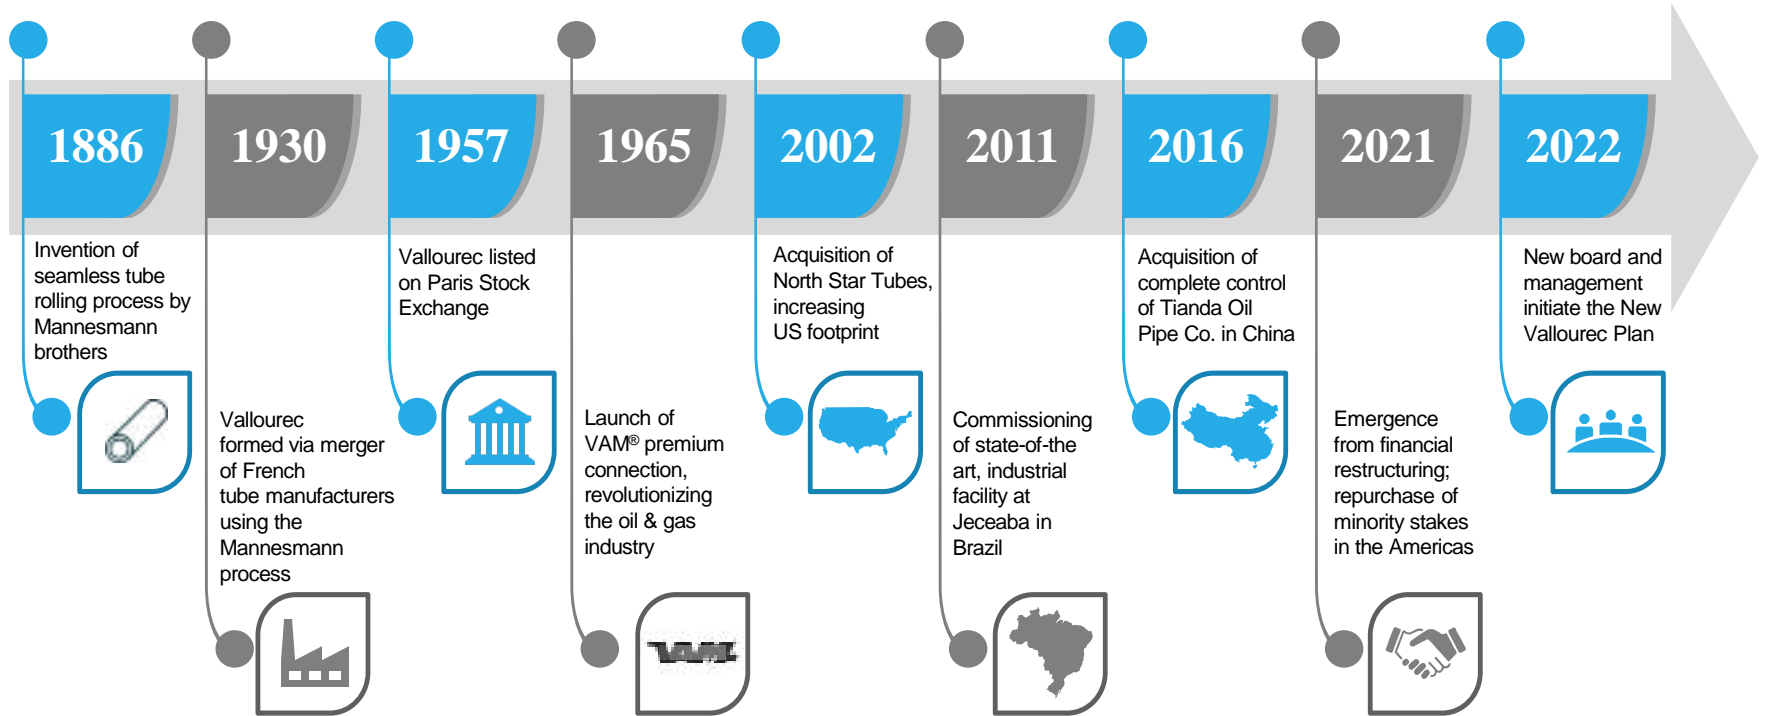 1886
Invention of
seamless tube
rolling process by
Mannesmann
brothers
1930
Vallourec
formed via merger
of French
tube manufacturers
using the
Mannesmann
process
1957
Vallourec listed
on Paris Stock
Exchange
1965
Launch of
VAM® premium
connection,
revolutionizing
the oil & gas
industry
VAM
2002
Acquisition of
North Star Tubes,
increasing
US footprint
2011
Commissioning
of state-of-the
art, industrial
facility at
Jeceaba in
Brazil
2016
Acquisition of
complete control
of Tianda Oil
Pipe Co. in China
2021
Emergence
from financial
restructuring;
repurchase of
minority stakes
in the Americas
2022
New board and
management
initiate the New
Vallourec Plan